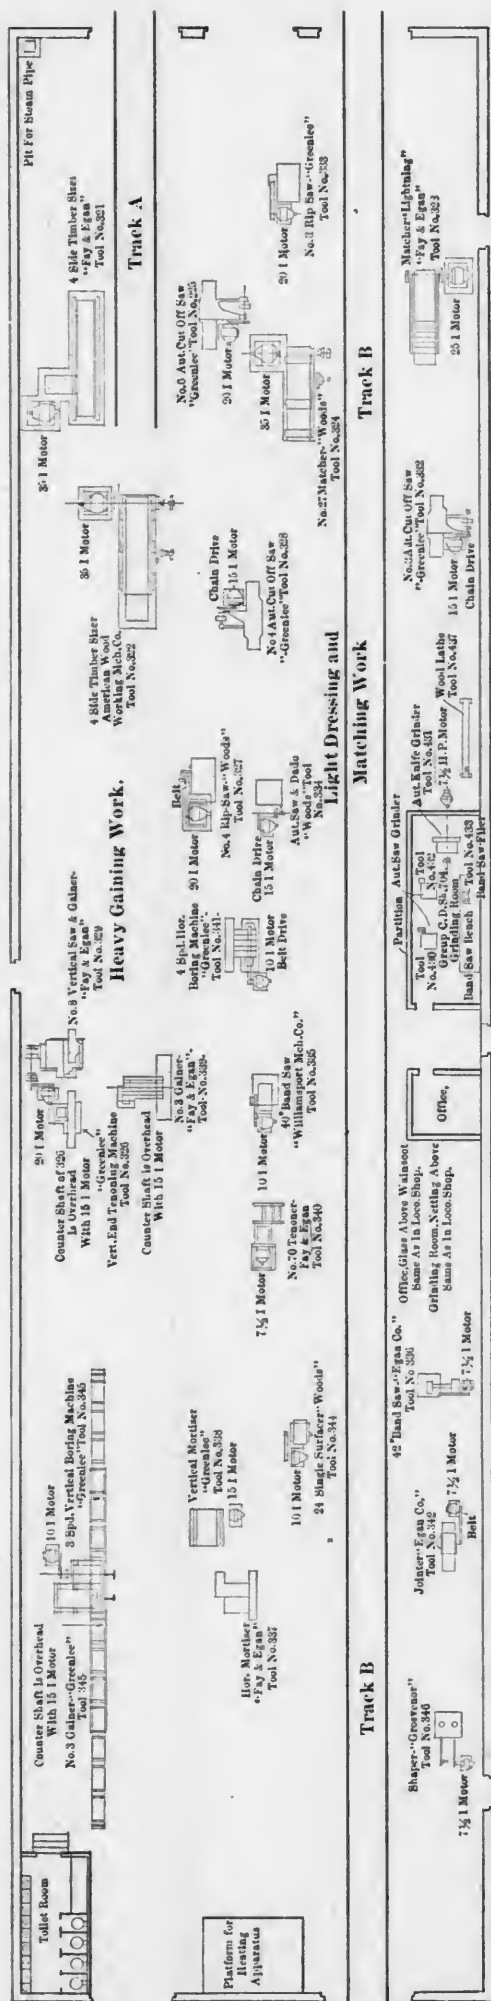 Pit For Steam Pipe
4 Side Timber Sizer
"Fay & Egan"
Tool No.321
35 I Motor
Track A
No.3 Rip Saw-"Greenlee"
Tool No.333
20 I Motor
No.0 Aut.Cut Off Saw
"Greenlee"Tool No.325
20 I Motor
35 I Motor
No.27 Matcher-"Woods"
Tool No.324
Track B
Matcher"Lightning"
"Fay & Egan"
Tool No.323
25 I Motor
35 I Motor
4 Side Timber Sizer
American Wood
Working Mch.Co.
Tool No.322
Chain Drive
15 I Motor
No 4 Aut.Cut Off Saw
"-Greenlee"Tool No.328
Aut.Cut Off Saw
"-Greenlee"Tool No.332
15 I Motor
Chain Drive
Heavy Gaining Work.
Belt
20 I Motor
No.4 Rip-Saw-"Woods"
Tool No.327
Chain Drive
15 I Motor
Aut.Saw & Dado
"Woods"Tool
No.334
Light Dressing and
Matching Work
Wood Lathe
Tool No.437
7½ H.P.Motor
Aut.Knife Grinder
Tool No.431
Partition
Aut.Saw Grinder
Tool
No.430
Tool
No.432
Group C.D.
Grinding Room
Band Saw Bench
Tool No.433
Band Saw Filer
No.8 Vertical Saw & Gainer-
"Fay & Egan"
Tool No.329
20 I Motor
Counter Shaft of 326
Is Overhead
With 15 I Motor
"Greenlee"
Vert.End Tenoning Machine
Tool No.326
4 Spl.Hor.
Boring Machine
"Greenlee"-
Tool No.341-
10 I Motor
Belt Drive
No.3 Gainer-
"Fay & Egan"-
Tool-No.339-
Counter Shaft is Overhead
With 15 I Motor
40"Band Saw
"Williamsport Mch.Co."
Tool No.335
10 I Motor
No.70 Tenoner-
Fay & Egan
Tool No.340
7½ I Motor
Office.
Office,Glass Above Wainscot
Same As in Loco.Shop.
Grinding Room,Netting Above
Same As in Loco.Shop.
42"Band Saw-"Egan Co."
Tool No 336
7½ I Motor
10 I Motor
3 Spl.Vertical Boring Machine
"Greenlee"Tool No.345
Counter Shaft is Overhead
With 15 I Motor
No.3 Gainer-"Greenlee"
Tool 345
Vertical Mortiser
"Greenlee"
Tool No.338
15 I Motor
10 I Motor
24 Single Surfacer-"Woods"
Tool No.344
Jointer-"Egan Co."
Tool No.342
7½ I Motor
Belt
Hor. Mortiser
"Fay & Egan"
Tool No.337
Track B
Shaper-"Grosvenor"
Tool No.346
7½ I Motor
Toilet Room
Platform for
Heating
Apparatus